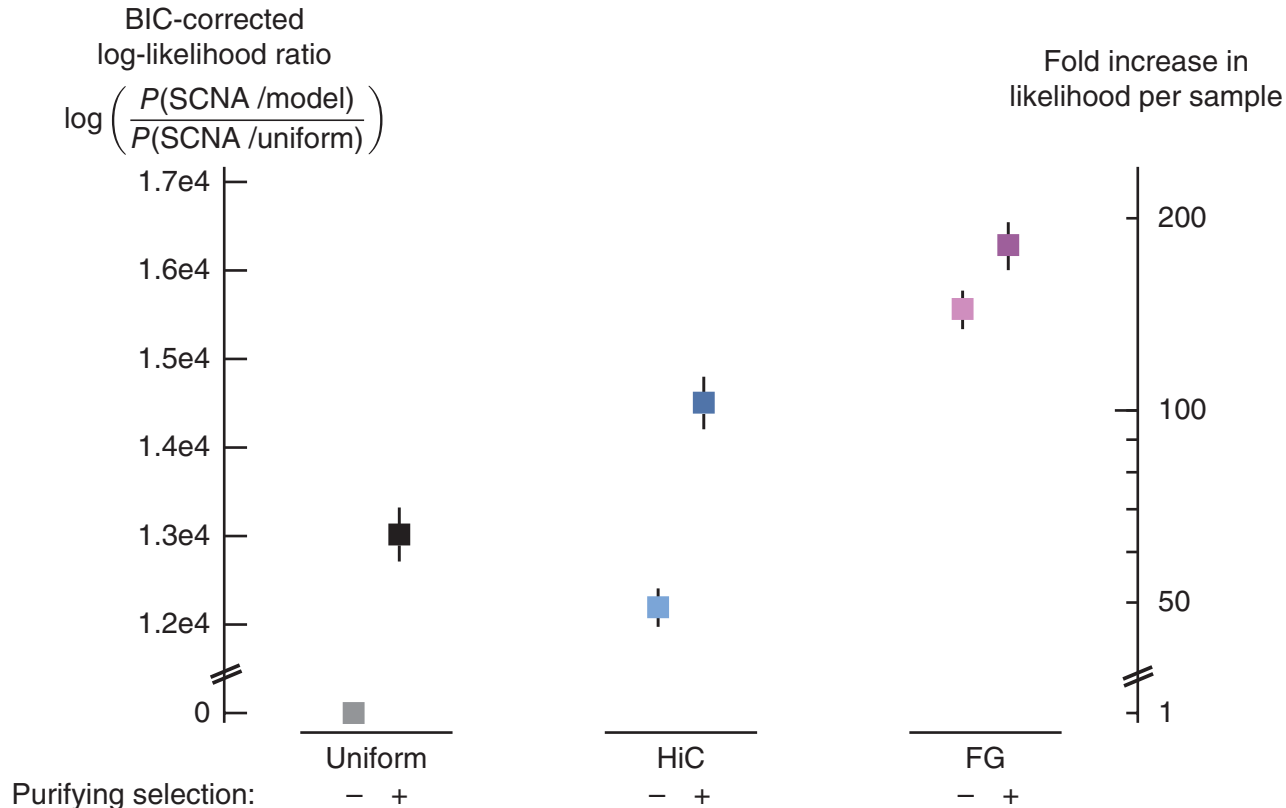 BIC-corrected
log-likelihood ratio
log ( P(SCNA /model) / P(SCNA /uniform) )
Fold increase in
likelihood per sample
1.7e4
1.6e4
1.5e4
1.4e4
1.3e4
1.2e4
0
200
100
50
1
Uniform HiC FG
Purifying selection: – + – + – +